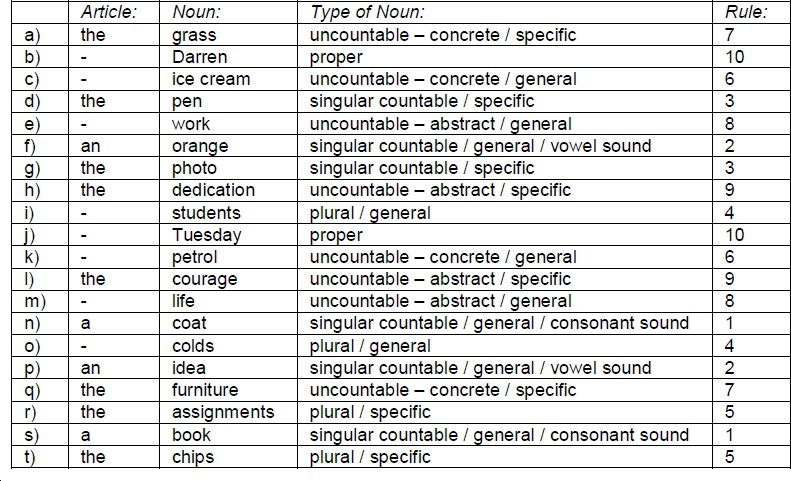 Article: Noun: Type of Noun: Rule:
a) the grass uncountable – concrete / specific 7
b) - Darren proper 10
c) - ice cream uncountable – concrete / general 6
d) the pen singular countable / specific 3
e) - work uncountable – abstract / general 8
f) an orange singular countable / general / vowel sound 2
g) the photo singular countable / specific 3
h) the dedication uncountable – abstract / specific 9
i) - students plural / general 4
j) - Tuesday proper 10
k) - petrol uncountable – concrete / general 6
l) the courage uncountable – abstract / specific 9
m) - life uncountable – abstract / general 8
n) a coat singular countable / general / consonant sound 1
o) - colds plural / general 4
p) an idea singular countable / general / vowel sound 2
q) the furniture uncountable – concrete / specific 7
r) the assignments plural / specific 5
s) a book singular countable / general / consonant sound 1
t) the chips plural / specific 5